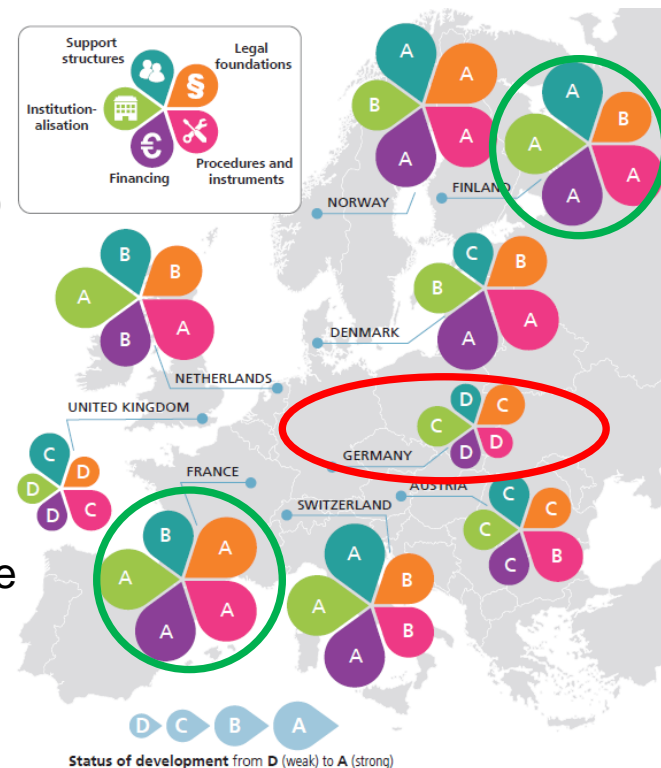 Support
structures
Legal
foundations
§
Institution-
alisation
€
Financing
Procedures and
instruments
A
A
B
A
A
NORWAY
A
B
A
A
A
FINLAND
B
B
A
A
B
NETHERLANDS
C
B
B
A
A
DENMARK
UNITED KINGDOM
C
D
D
C
D
D
C
C
D
D
GERMANY
FRANCE
B
A
A
A
A
SWITZERLAND
A
B
A
B
A
AUSTRIA
C
C
C
B
C
e
D C B A
Status of development from D (weak) to A (strong)